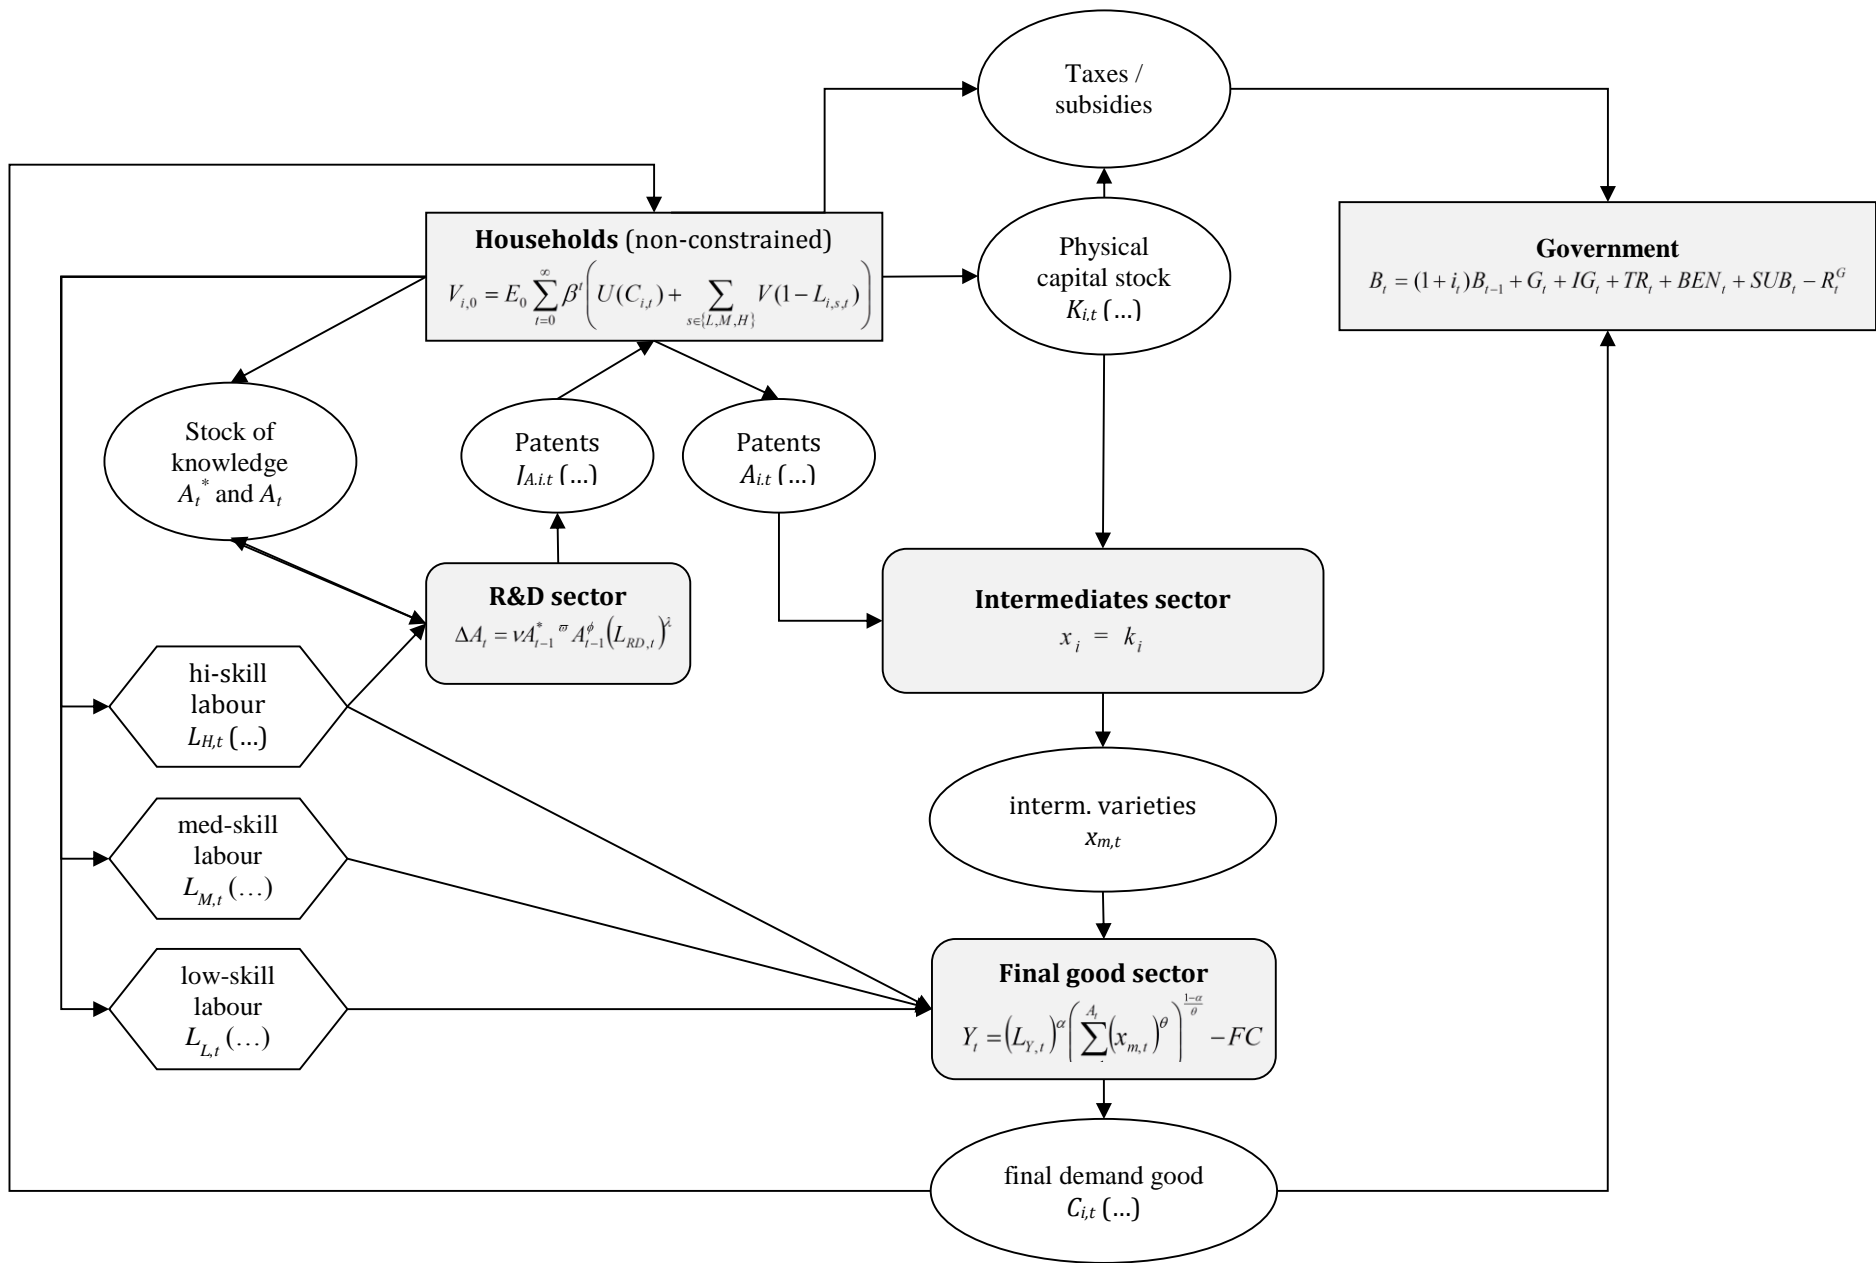 Taxes /
subsidies
Households (non-constrained)
V_{i,0} = E_0 \sum_{t=0}^{\infty} \beta^t \left( U(C_{i,t}) + \sum_{s \in \{L,M,H\}} V(1 - L_{i,s,t}) \right)
Physical
capital stock
K_{i,t} (…)
Government
B_t = (1 + i_t)B_{t-1} + G_t + IG_t + TR_t + BEN_t + SUB_t - R_t^G
Stock of
knowledge
A_t^* and A_t
Patents
J_{A.i.t} (…)
Patents
A_{i.t} (…)
R&D sector
\Delta A_t = \nu A_{t-1}^{*\ \varpi} A_{t-1}^{\phi} (L_{RD,t})^{\lambda}
Intermediates sector
x_i = k_i
hi-skill
labour
L_{H,t} (…)
interm. varieties
x_{m,t}
med-skill
labour
L_{M,t} (…)
low-skill
labour
L_{L,t} (…)
Final good sector
Y_t = (L_{Y,t})^{\alpha} \left( \sum^{A_t} (x_{m,t})^{\theta} \right)^{\frac{1-\alpha}{\theta}} - FC
final demand good
C_{i,t} (…)